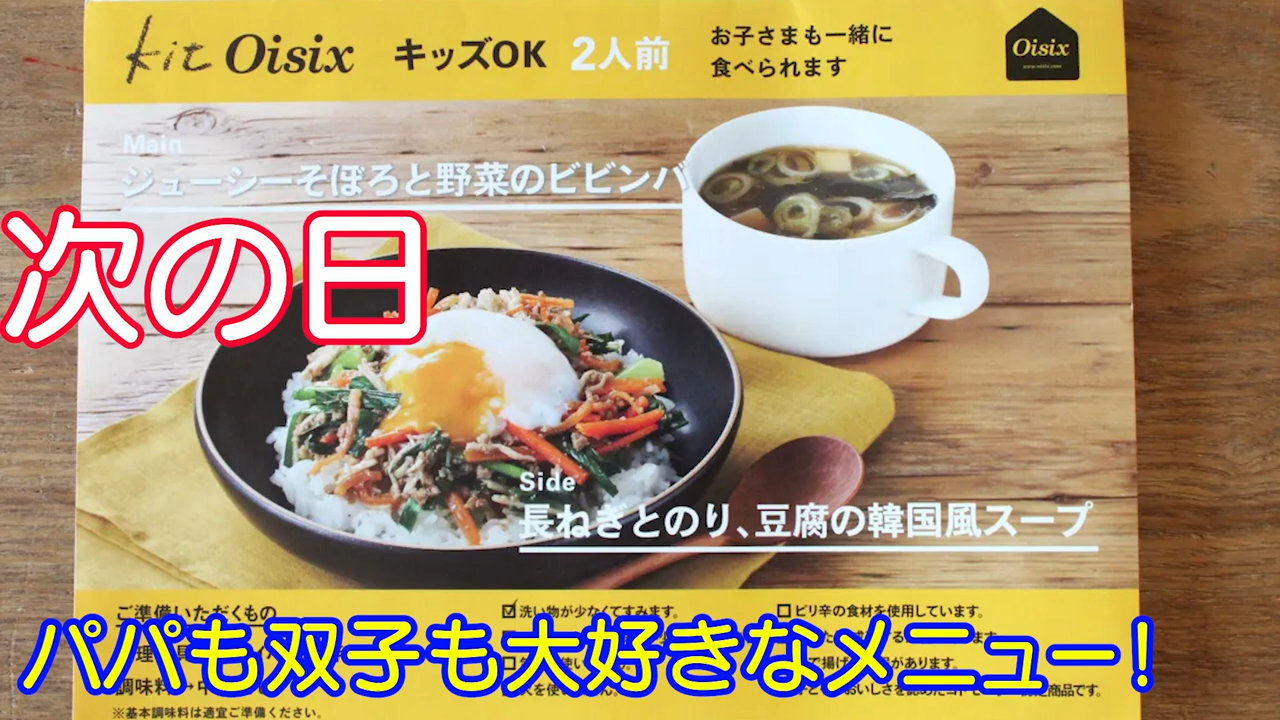 kit Oisix キッズOK 2人前
お子さまも一緒に
食べられます
Oisix
Main
ジューシーそぼろと野菜のビビンバ
次の日
Side
長ねぎとのり、豆腐の韓国風スープ
ご準備いただくもの
洗い物が少なくてすみます。
ピリ辛の食材を使用しています。
パパも双子も大好きなメニュー！
調味料
※基本調味料は適宜ご準備ください。